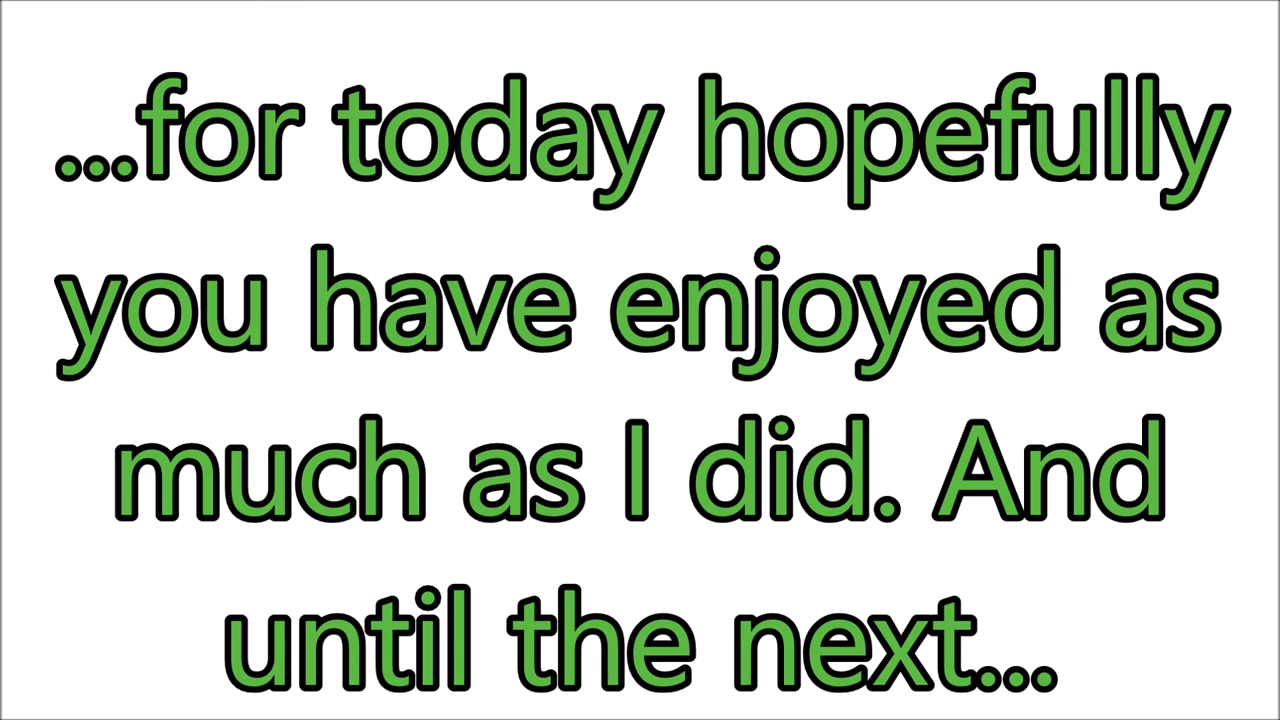 ...for today hopefully
you have enjoyed as
much as I did. And
until the next...